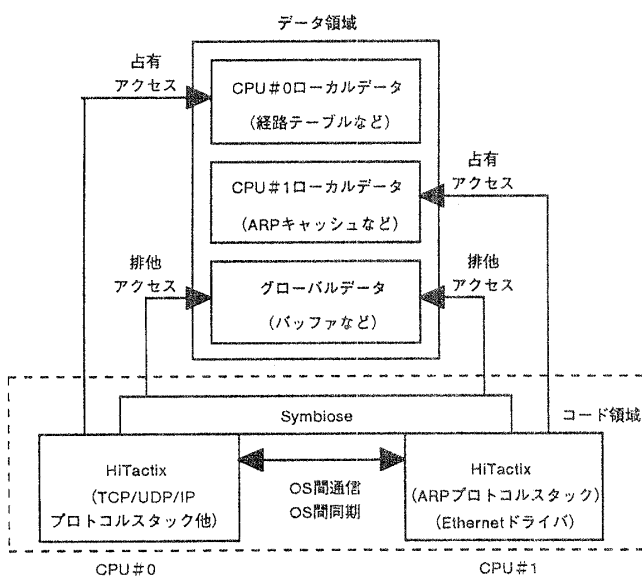 データ領域
占有
アクセス
CPU#0ローカルデータ
(経路テーブルなど)
CPU#1ローカルデータ
(ARPキャッシュなど)
占有
アクセス
排他
アクセス
グローバルデータ
(バッファなど)
排他
アクセス
Symbiose
コード領域
HiTactix
(TCP/UDP/IP
プロトコルスタック他)
OS間通信
OS間同期
HiTactix
(ARPプロトコルスタック)
(Ethernetドライバ)
CPU#0
CPU#1